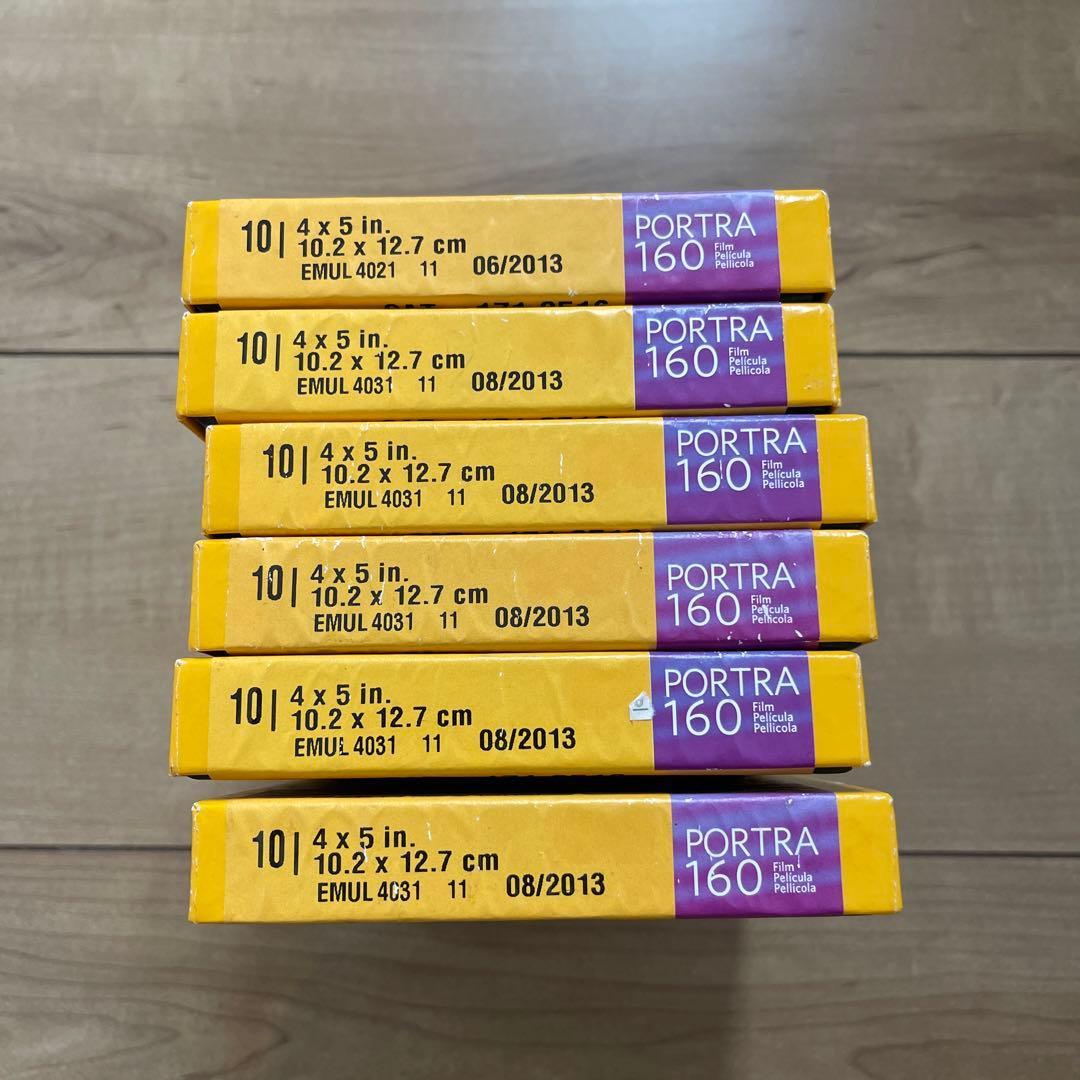 10 | 4 x 5 in.
10.2 x 12.7 cm
EMUL 4021 11 06/2013
PORTRA
160 Film
Película
Pellicola
10 | 4 x 5 in.
10.2 x 12.7 cm
EMUL 4031 11 08/2013
PORTRA
160 Film
Película
Pellicola
10 | 4 x 5 in.
10.2 x 12.7 cm
EMUL 4031 11 08/2013
PORTRA
160 Film
Película
Pellicola
10 | 4 x 5 in.
10.2 x 12.7 cm
EMUL 4031 11 08/2013
PORTRA
160 Film
Película
Pellicola
10 | 4 x 5 in.
10.2 x 12.7 cm
EMUL 4031 11 08/2013
PORTRA
160 Film
Película
Pellicola
10 | 4 x 5 in.
10.2 x 12.7 cm
EMUL 4031 11 08/2013
PORTRA
160 Film
Película
Pellicola